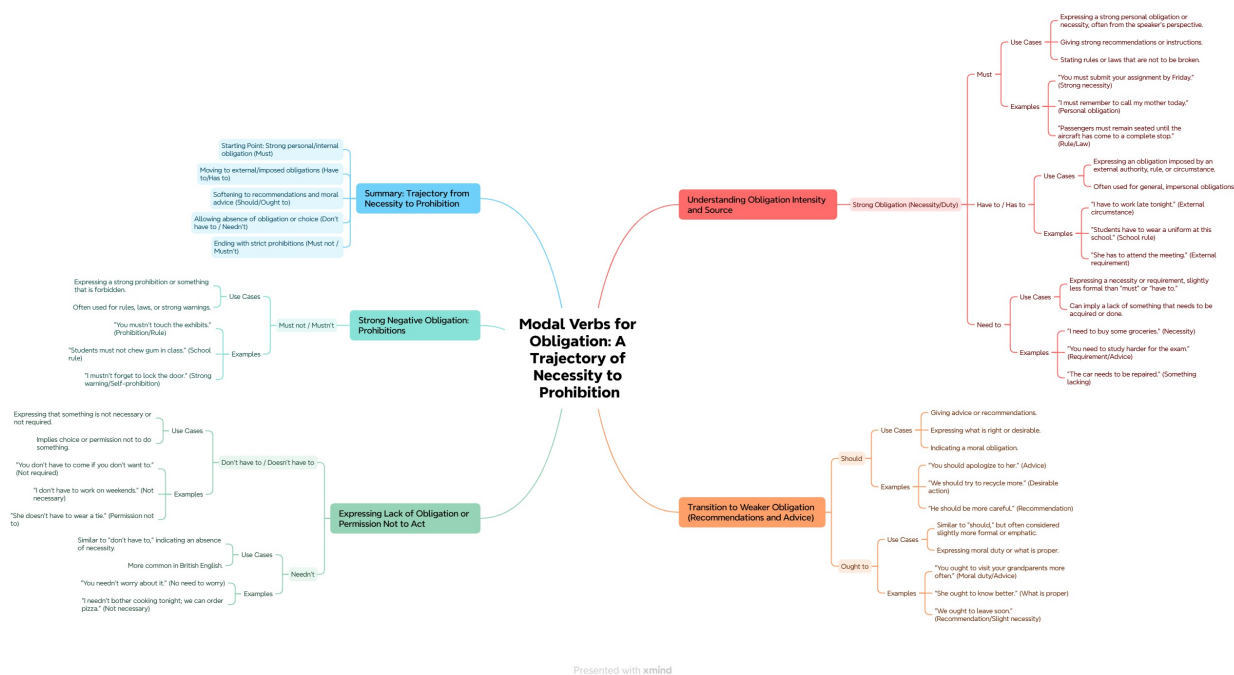 Modal Verbs for
Obligation: A
Trajectory of
Necessity to
Prohibition
Understanding Obligation Intensity
and Source
Strong Obligation (Necessity/Duty)
Must
Use Cases
Expressing a strong personal obligation or
necessity, often from the speaker's perspective.
Giving strong recommendations or instructions.
Stating rules or laws that are not to be broken.
Examples
"You must submit your assignment by Friday."
(Strong necessity)
"I must remember to call my mother today."
(Personal obligation)
"Passengers must remain seated until the
aircraft has come to a complete stop."
(Rule/Law)
Have to / Has to
Use Cases
Expressing an obligation imposed by an
external authority, rule, or circumstance.
Often used for general, impersonal obligations
Examples
"I have to work late tonight." (External
circumstance)
"Students have to wear a uniform at this
school." (School rule)
"She has to attend the meeting." (External
requirement)
Need to
Use Cases
Expressing a necessity or requirement, slightly
less formal than "must" or "have to."
Can imply a lack of something that needs to be
acquired or done.
Examples
"I need to buy some groceries." (Necessity)
"You need to study harder for the exam."
(Requirement/Advice)
"The car needs to be repaired." (Something
lacking)
Transition to Weaker Obligation
(Recommendations and Advice)
Should
Use Cases
Giving advice or recommendations.
Expressing what is right or desirable.
Indicating a moral obligation.
Examples
"You should apologize to her." (Advice)
"We should try to recycle more." (Desirable
action)
"He should be more careful." (Recommendation)
Ought to
Use Cases
Similar to "should," but often considered
slightly more formal or emphatic.
Expressing moral duty or what is proper.
Examples
"You ought to visit your grandparents more
often." (Moral duty/Advice)
"She ought to know better." (What is proper)
"We ought to leave soon."
(Recommendation/Slight necessity)
Expressing Lack of Obligation or
Permission Not to Act
Don't have to / Doesn't have to
Use Cases
Expressing that something is not necessary or
not required.
Implies choice or permission not to do
something.
Examples
"You don't have to come if you don't want to."
(Not required)
"I don't have to work on weekends." (Not
necessary)
"She doesn't have to wear a tie." (Permission not
to)
Needn't
Use Cases
Similar to "don't have to," indicating an absence
of necessity.
More common in British English.
Examples
"You needn't worry about it." (No need to worry)
"I needn't bother cooking tonight; we can order
pizza." (Not necessary)
Strong Negative Obligation:
Prohibitions
Must not / Mustn't
Use Cases
Expressing a strong prohibition or something
that is forbidden.
Often used for rules, laws, or strong warnings.
Examples
"You mustn't touch the exhibits."
(Prohibition/Rule)
"Students must not chew gum in class." (School
rule)
"I mustn't forget to lock the door." (Strong
warning/Self-prohibition)
Summary: Trajectory from
Necessity to Prohibition
Starting Point: Strong personal/internal
obligation (Must)
Moving to external/imposed obligations (Have
to/Has to)
Softening to recommendations and moral
advice (Should/Ought to)
Allowing absence of obligation or choice (Don't
have to / Needn't)
Ending with strict prohibitions (Must not /
Mustn't)
Presented with xmind